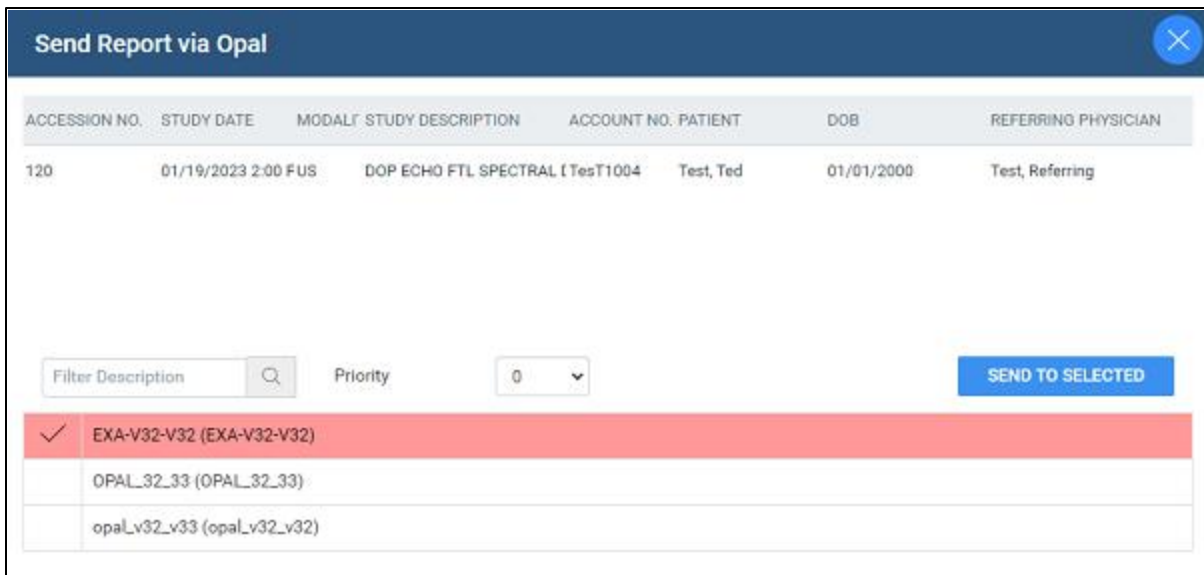 Send Report via Opal
ACCESSION NO. STUDY DATE MODALI STUDY DESCRIPTION ACCOUNT NO. PATIENT DOB REFERRING PHYSICIAN
120 01/19/2023 2:00 F US DOP ECHO FTL SPECTRAL TesT1004 Test, Ted 01/01/2000 Test, Referring
Filter Description Priority 0 SEND TO SELECTED
EXA-V32-V32 (EXA-V32-V32)
OPAL_32_33 (OPAL_32_33)
opal_v32_v33 (opal_v32_v32)